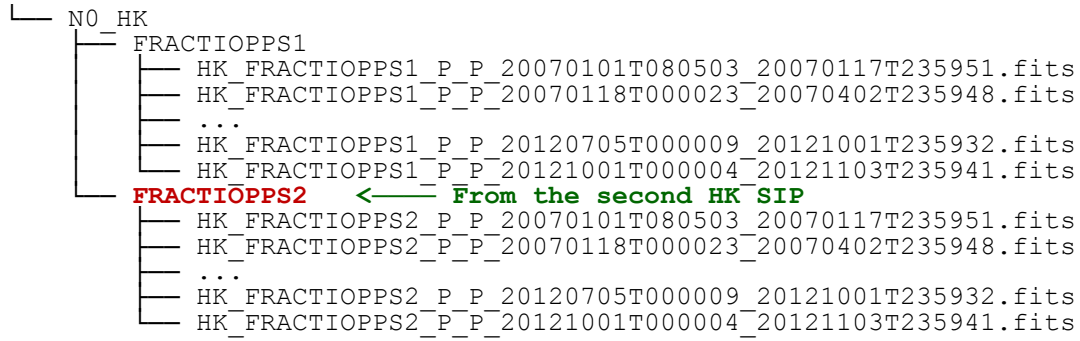 └── N0_HK
├── FRACTIOPPS1
│ ├── HK_FRACTIOPPS1_P_P_20070101T080503_20070117T235951.fits
│ ├── HK_FRACTIOPPS1_P_P_20070118T000023_20070402T235948.fits
│ ├── ...
│ ├── HK_FRACTIOPPS1_P_P_20120705T000009_20121001T235932.fits
│ └── HK_FRACTIOPPS1_P_P_20121001T000004_20121103T235941.fits
└── FRACTIOPPS2 <─── From the second HK SIP
├── HK_FRACTIOPPS2_P_P_20070101T080503_20070117T235951.fits
├── HK_FRACTIOPPS2_P_P_20070118T000023_20070402T235948.fits
├── ...
├── HK_FRACTIOPPS2_P_P_20120705T000009_20121001T235932.fits
└── HK_FRACTIOPPS2_P_P_20121001T000004_20121103T235941.fits